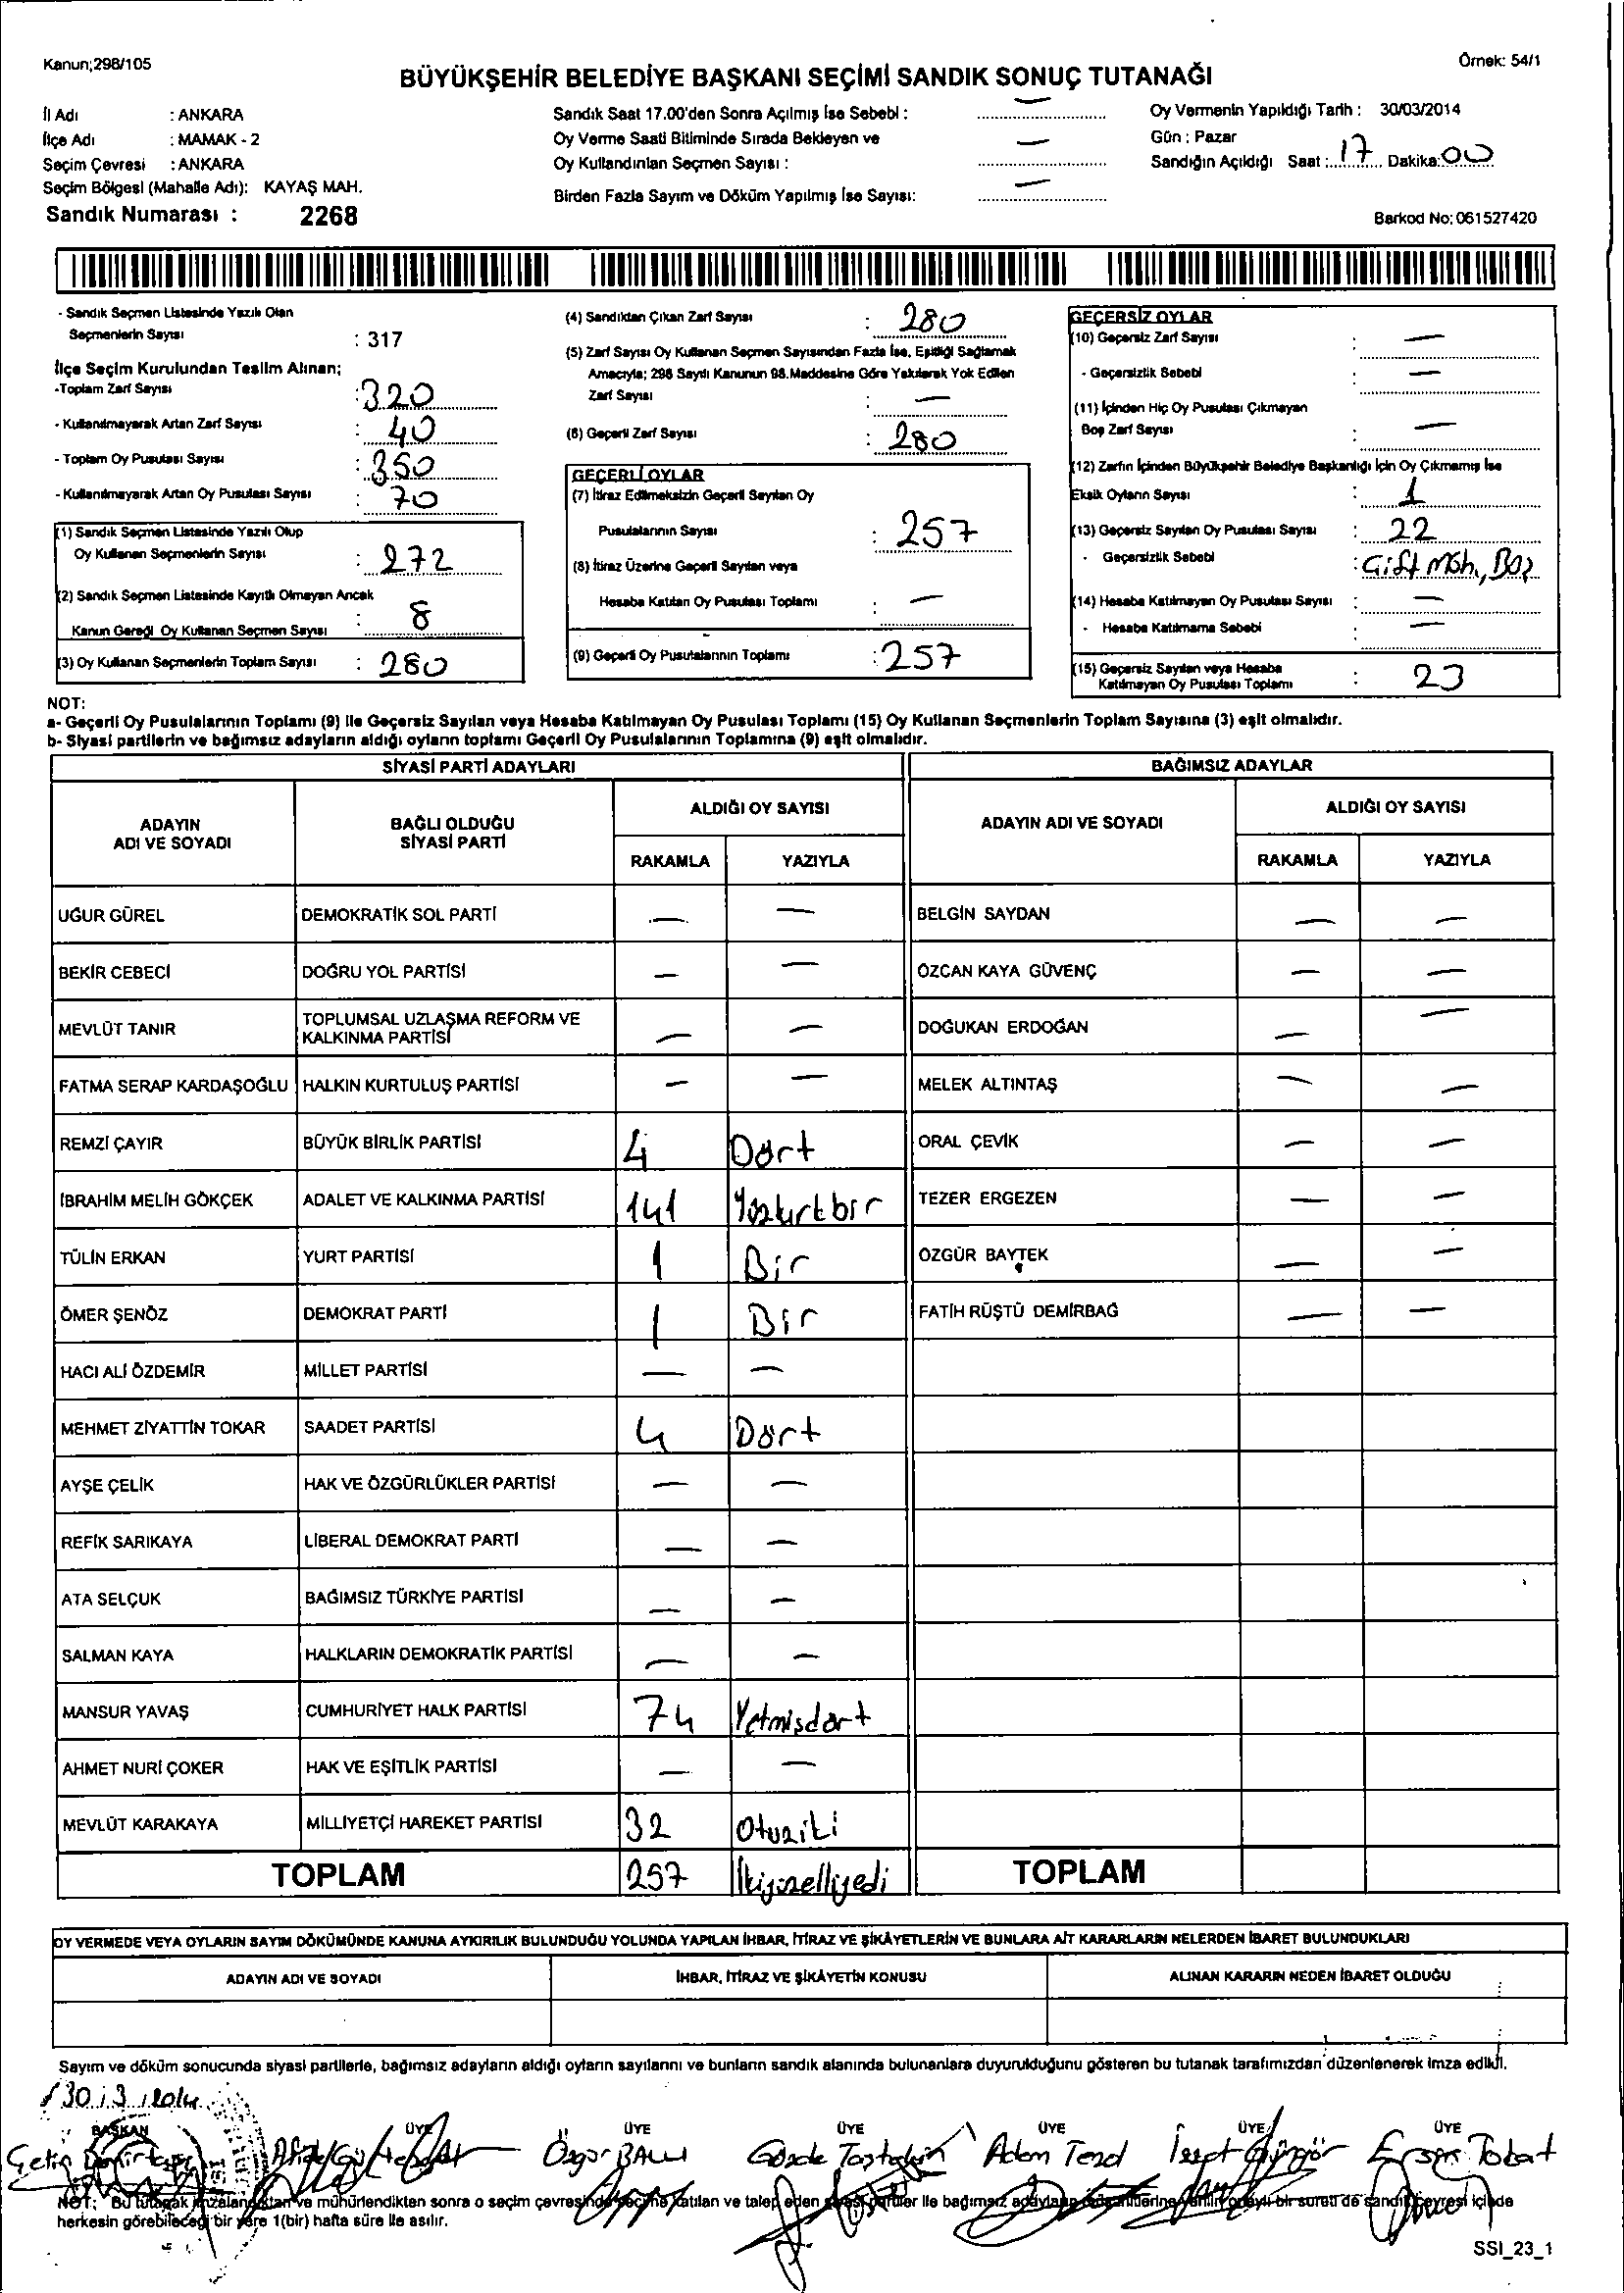 Kanun;298/105
Örnek: 54/1
BÜYÜKŞEHİR BELEDİYE BAŞKANI SEÇİMİ SANDIK SONUÇ TUTANAĞI
İl Adı : ANKARA
İlçe Adı : MAMAK - 2
Seçim Çevresi : ANKARA
Seçim Bölgesi (Mahalle Adı): KAYAŞ MAH.
Sandık Numarası : 2268
Sandık Saat 17.00'den Sonra Açılmış İse Sebebi : —
Oy Verme Saati Bitiminde Sırada Bekleyen ve
Oy Kullandırılan Seçmen Sayısı : —
Birden Fazla Sayım ve Döküm Yapılmış İse Sayısı: —
Oy Vermenin Yapıldığı Tarih : 30/03/2014
Gün : Pazar
Sandığın Açıldığı Saat : 17 Dakika: 00
Barkod No: 061527420
- Sandık Seçmen Listesinde Yazılı Olan
Seçmenlerin Sayısı : 317
İlçe Seçim Kurulundan Teslim Alınan;
-Toplam Zarf Sayısı : 320
- Kullanılmayarak Artan Zarf Sayısı : 40
- Toplam Oy Pusulası Sayısı : 350
- Kullanılmayarak Artan Oy Pusulası Sayısı : 70
(1) Sandık Seçmen Listesinde Yazılı Olup
Oy Kullanan Seçmenlerin Sayısı : 272
(2) Sandık Seçmen Listesinde Kayıtlı Olmayan Ancak
Kanun Gereği Oy Kullanan Seçmen Sayısı : 8
(3) Oy Kullanan Seçmenlerin Toplam Sayısı : 280
(4) Sandıktan Çıkan Zarf Sayısı : 280
(5) Zarf Sayısı Oy Kullanan Seçmen Sayısından Fazla İse, Eşitliği Sağlamak
Amacıyla; 298 Sayılı Kanunun 98.Maddesine Göre Yakılarak Yok Edilen
Zarf Sayısı : —
(6) Geçerli Zarf Sayısı : 280
GEÇERLİ OYLAR
(7) İtiraz Edilmeksizin Geçerli Sayılan Oy
Pusulalarının Sayısı : 257
(8) İtiraz Üzerine Geçerli Sayılan veya
Hesaba Katılan Oy Pusulası Toplamı : —
(9) Geçerli Oy Pusulalarının Toplamı : 257
GEÇERSİZ OYLAR
(10) Geçersiz Zarf Sayısı : —
- Geçersizlik Sebebi : —
(11) İçinden Hiç Oy Pusulası Çıkmayan
Boş Zarf Sayısı : —
(12) Zarfın İçinden Büyükşehir Belediye Başkanlığı İçin Oy Çıkmamış İse
Eksik Oyların Sayısı : 1
(13) Geçersiz Sayılan Oy Pusulası Sayısı : 22
- Geçersizlik Sebebi : Çift Müh., Boş
(14) Hesaba Katılmayan Oy Pusulası Sayısı : —
- Hesaba Katılmama Sebebi : —
(15) Geçersiz Sayılan veya Hesaba
Katılmayan Oy Pusulası Toplamı : 23
NOT:
a- Geçerli Oy Pusulalarının Toplamı (9) ile Geçersiz Sayılan veya Hesaba Katılmayan Oy Pusulası Toplamı (15) Oy Kullanan Seçmenlerin Toplam Sayısına (3) eşit olmalıdır.
b- Siyasi partilerin ve bağımsız adayların aldığı oyların toplamı Geçerli Oy Pusulalarının Toplamına (9) eşit olmalıdır.
SİYASİ PARTİ ADAYLARI BAĞIMSIZ ADAYLAR
ADAYIN ADI VE SOYADI BAĞLI OLDUĞU SİYASİ PARTİ ALDIĞI OY SAYISI ADAYIN ADI VE SOYADI ALDIĞI OY SAYISI
RAKAMLA YAZIYLA RAKAMLA YAZIYLA
UĞUR GÜREL DEMOKRATİK SOL PARTİ — — BELGİN SAYDAN — —
BEKİR CEBECİ DOĞRU YOL PARTİSİ — — ÖZCAN KAYA GÜVENÇ — —
MEVLÜT TANIR TOPLUMSAL UZLAŞMA REFORM VE KALKINMA PARTİSİ — — DOĞUKAN ERDOĞAN — —
FATMA SERAP KARDAŞOĞLU HALKIN KURTULUŞ PARTİSİ — — MELEK ALTINTAŞ — —
REMZİ ÇAYIR BÜYÜK BİRLİK PARTİSİ 4 Dört ORAL ÇEVİK — —
İBRAHİM MELİH GÖKÇEK ADALET VE KALKINMA PARTİSİ 141 Yüzkırkbir TEZER ERGEZEN — —
TÜLİN ERKAN YURT PARTİSİ 1 Bir ÖZGÜR BAYTEK — —
ÖMER ŞENÖZ DEMOKRAT PARTİ 1 Bir FATİH RÜŞTÜ DEMİRBAĞ — —
HACI ALİ ÖZDEMİR MİLLET PARTİSİ — —
MEHMET ZİYATTİN TOKAR SAADET PARTİSİ 4 Dört
AYŞE ÇELİK HAK VE ÖZGÜRLÜKLER PARTİSİ — —
REFİK SARIKAYA LİBERAL DEMOKRAT PARTİ — —
ATA SELÇUK BAĞIMSIZ TÜRKİYE PARTİSİ — —
SALMAN KAYA HALKLARIN DEMOKRATİK PARTİSİ — —
MANSUR YAVAŞ CUMHURİYET HALK PARTİSİ 74 Yetmişdört
AHMET NURİ ÇOKER HAK VE EŞİTLİK PARTİSİ — —
MEVLÜT KARAKAYA MİLLİYETÇİ HAREKET PARTİSİ 32 Otuziki
TOPLAM 257 İkiyüzelliyedi TOPLAM
OY VERMEDE VEYA OYLARIN SAYIM DÖKÜMÜNDE KANUNA AYKIRILIK BULUNDUĞU YOLUNDA YAPILAN İHBAR, İTİRAZ VE ŞİKÂYETLERİN VE BUNLARA AİT KARARLARIN NELERDEN İBARET BULUNDUKLARI
ADAYIN ADI VE SOYADI İHBAR, İTİRAZ VE ŞİKÂYETİN KONUSU ALINAN KARARIN NEDEN İBARET OLDUĞU
Sayım ve döküm sonucunda siyasi partilerle, bağımsız adayların aldığı oyların sayılarını ve bunların sandık alanında bulunanlara duyurulduğunu gösteren bu tutanak tarafımızdan düzenlenerek imza edildi.
30 / 3 / 2014
BAŞKAN ÜYE ÜYE ÜYE ÜYE ÜYE ÜYE
Çetin Özgür BALLI Gözde Adem İzzet Güngör Tobat
NOT: Bu tutanak imzalandıktan ve mühürlendikten sonra o seçim çevresinde seçime katılan ve talep eden siyasi partiler ile bağımsız adayların onaylı bir sureti de sandık çevresi içinde
herkesin görebileceği bir yere 1(bir) hafta süre ile asılır.
SSI_23_1